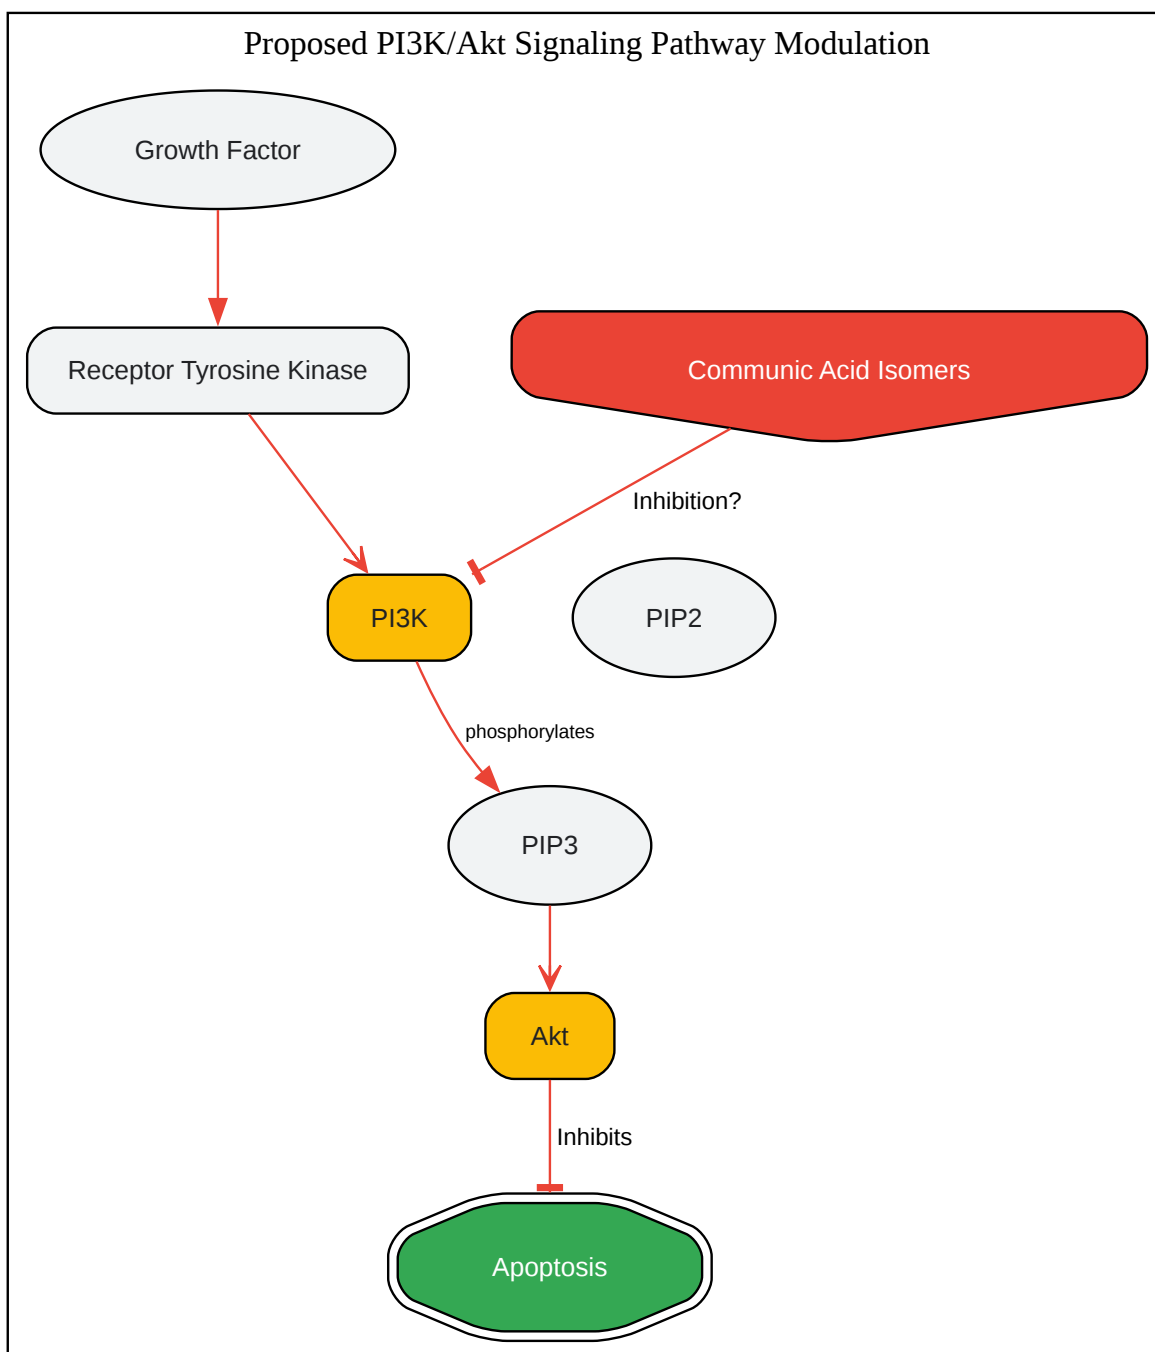 Proposed PI3K/Akt Signaling Pathway Modulation
Growth Factor
Receptor Tyrosine Kinase
Communic Acid Isomers
Inhibition?
PI3K
PIP2
phosphorylates
PIP3
Akt
Inhibits
Apoptosis